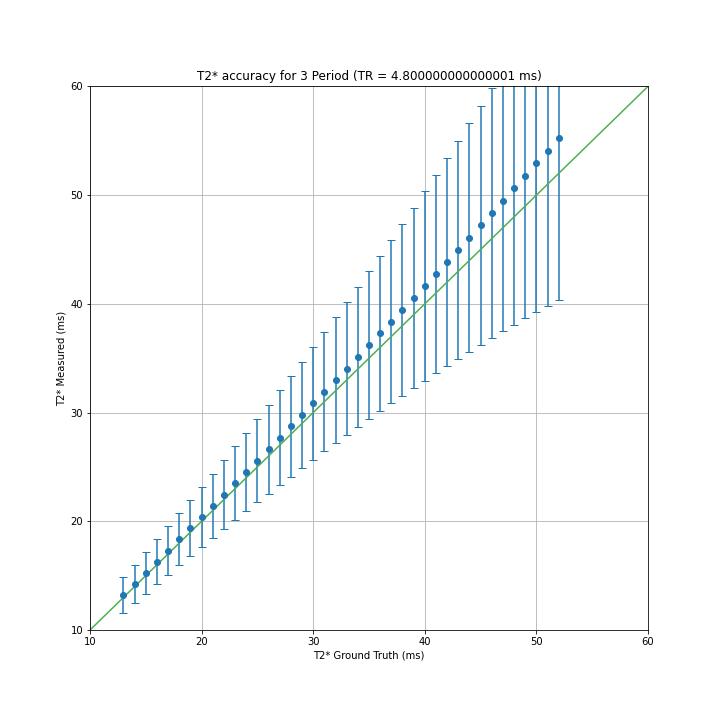 T2* accuracy for 3 Period (TR = 4.800000000000001 ms)
60
50
40
30
20
10
T2* Measured (ms)
10 20 30 40 50 60
T2* Ground Truth (ms)